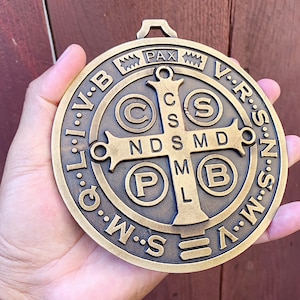 PAX
V·R·S·N·S·M·V
S·M·Q·L·I·V·B
C S
P B
CSSML
NDSMD